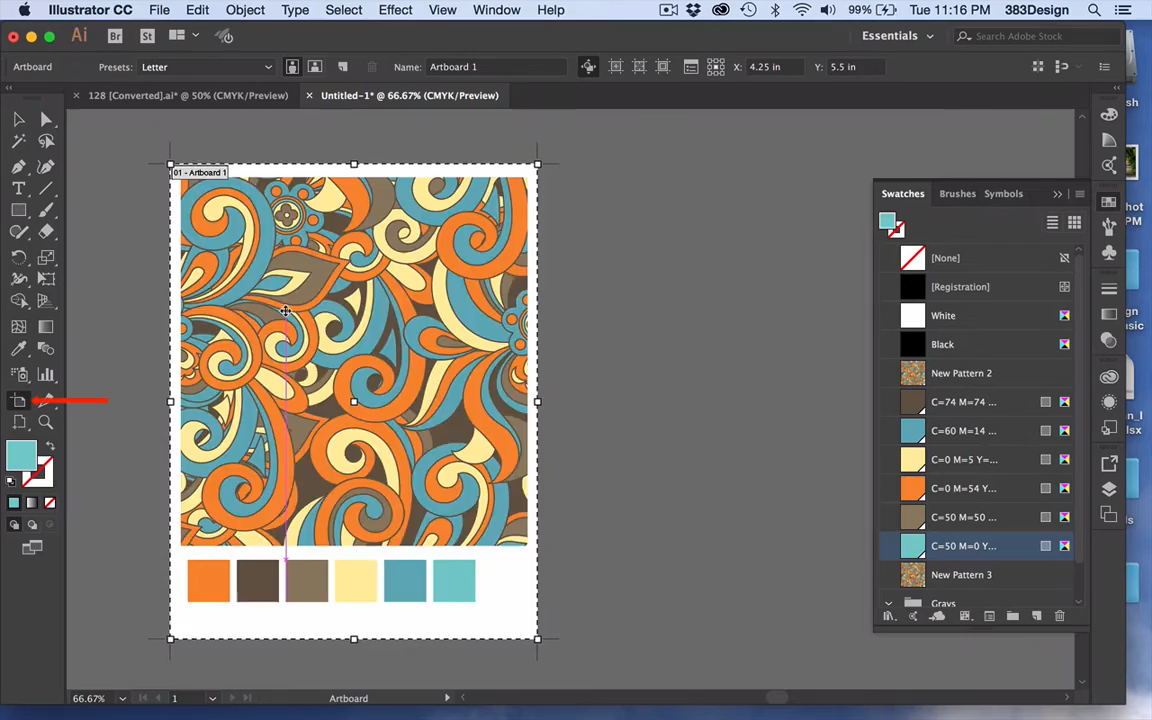 Illustrator CC File Edit Object Type Select Effect View Window Help 99% Tue 11:16 PM 383Design
Ai Br St Essentials Search Adobe Stock
Artboard Presets: Letter Name: Artboard 1 X: 4.25 in Y: 5.5 in
× 128 [Converted].ai* @ 50% (CMYK/Preview) × Untitled-1* @ 66.67% (CMYK/Preview)
01 - Artboard 1
Swatches Brushes Symbols
[None]
[Registration]
White
Black
New Pattern 2
C=74 M=74 ...
C=60 M=14 ...
C=0 M=5 Y=...
C=0 M=54 Y...
C=50 M=50 ...
C=50 M=0 Y...
New Pattern 3
Grays
66.67% 1 Artboard